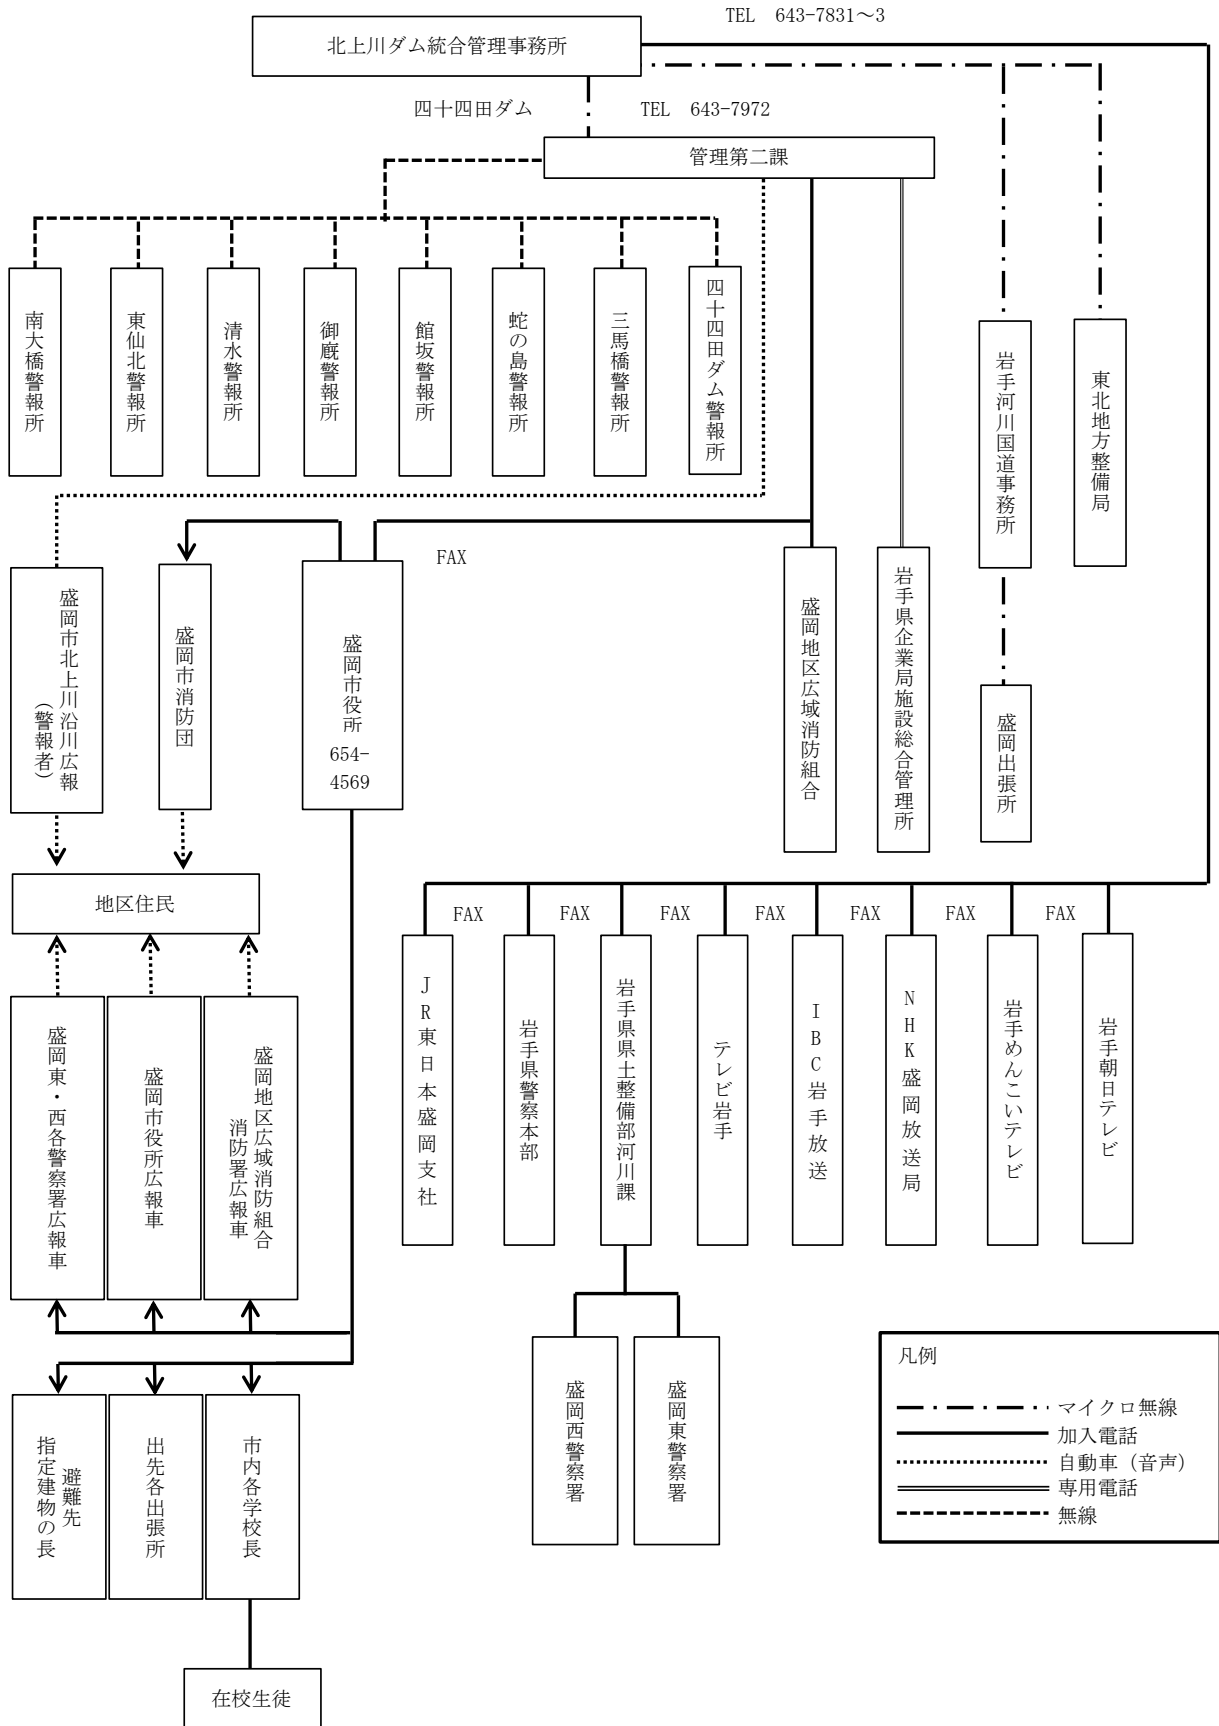 TEL 643-7831～3
北上川ダム統合管理事務所
四十四田ダム
TEL 643-7972
管理第二課
南大橋警報所
東仙北警報所
清水警報所
御厩警報所
館坂警報所
蛇の島警報所
三馬橋警報所
四十四田ダム警報所
岩手河川国道事務所
東北地方整備局
FAX
盛岡市北上川沿川広報
(警報者)
盛岡市消防団
盛岡市役所
654-
4569
盛岡地区広域消防組合
岩手県企業局施設総合管理所
盛岡出張所
地区住民
FAX
FAX
FAX
FAX
FAX
FAX
FAX
JR東日本盛岡支社
岩手県警察本部
岩手県県土整備部河川課
テレビ岩手
IBC岩手放送
NHK盛岡放送局
岩手めんこいテレビ
岩手朝日テレビ
盛岡東・西各警察署広報車
盛岡市役所広報車
盛岡地区広域消防組合
消防署広報車
盛岡西警察署
盛岡東警察署
避難先
指定建物の長
出先各出張所
市内各学校長
在校生徒
凡例
マイクロ無線
加入電話
自動車（音声）
専用電話
無線